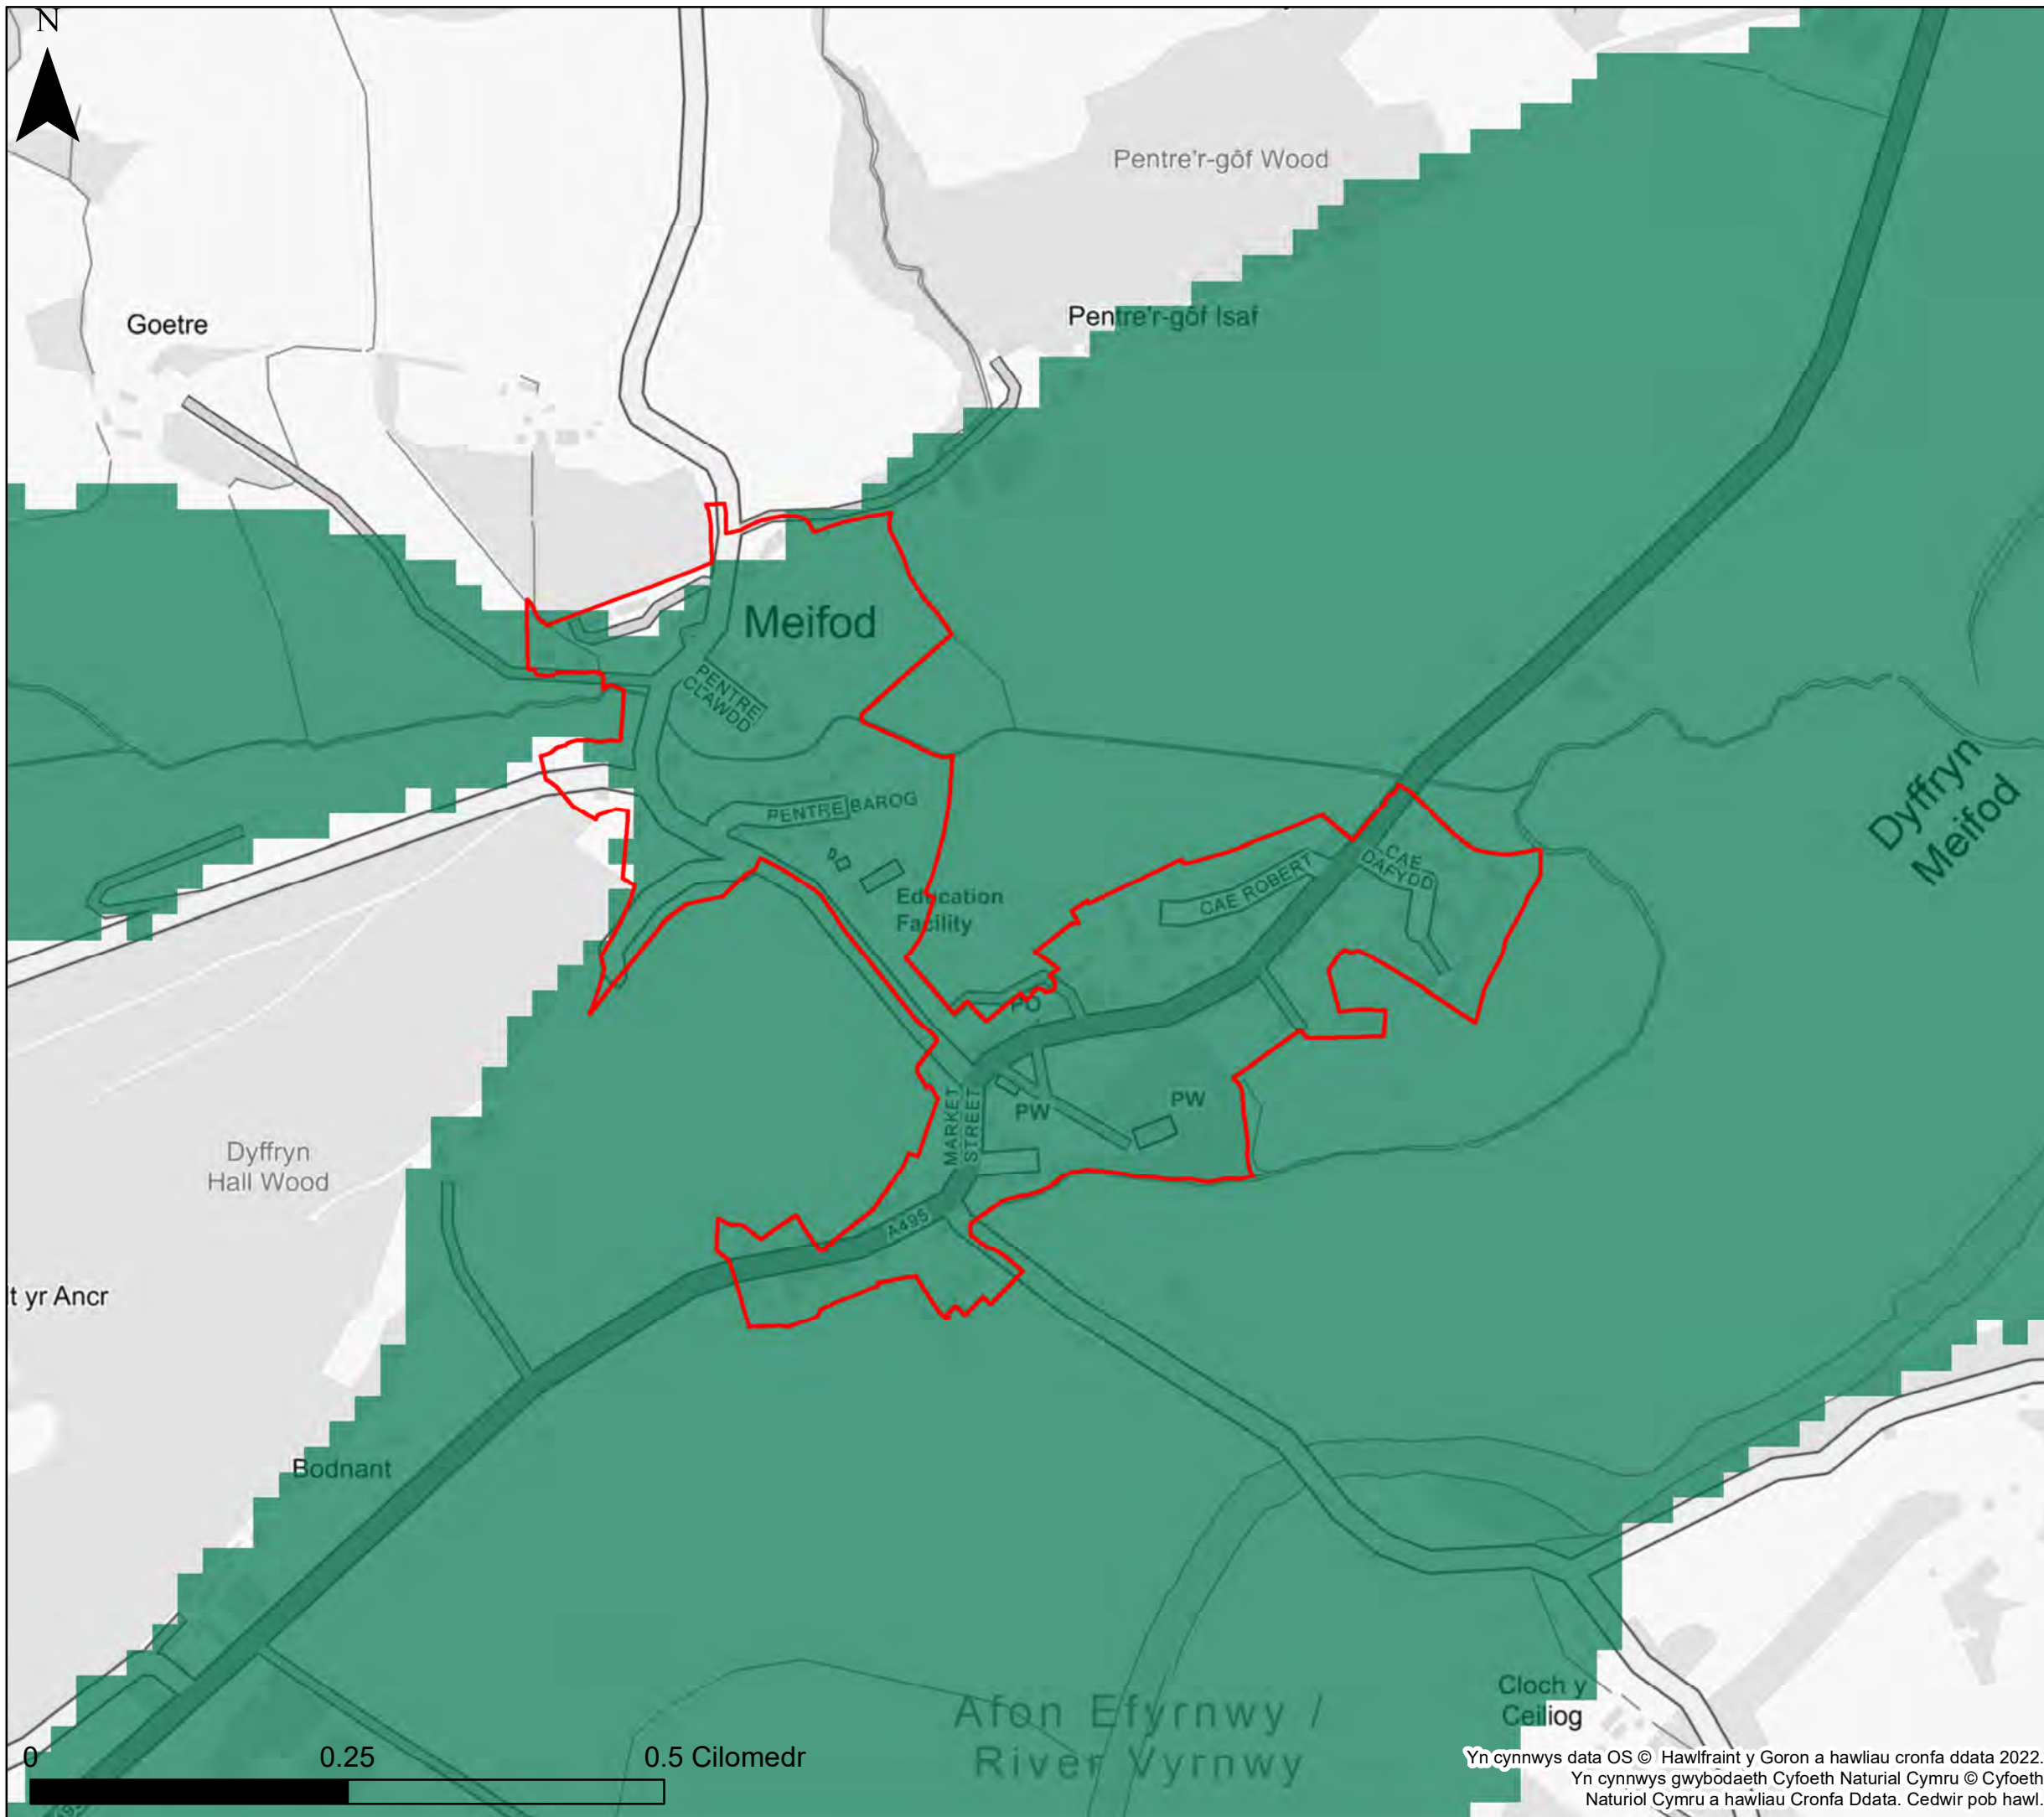 N
Pentre'r-gôf Wood
Goetre
Pentre'r-gôf Isaf
Meifod
PENTRE
CLAWDD
Dyffryn
Meifod
PENTRE BAROG
CAE
DAFYDD
CAE ROBERT
Education
Facility
PO
MARKET
STREET
PW
PW
Dyffryn
Hall Wood
A495
t yr Ancr
Bodnant
Cloch y
Ceiliog
Afon Efyrnwy /
River Vyrnwy
0 0.25 0.5 Cilomedr
Yn cynnwys data OS © Hawlfraint y Goron a hawliau cronfa ddata 2022.
Yn cynnwys gwybodaeth Cyfoeth Naturial Cymru © Cyfoeth
Naturiol Cymru a hawliau Cronfa Ddata. Cedwir pob hawl.